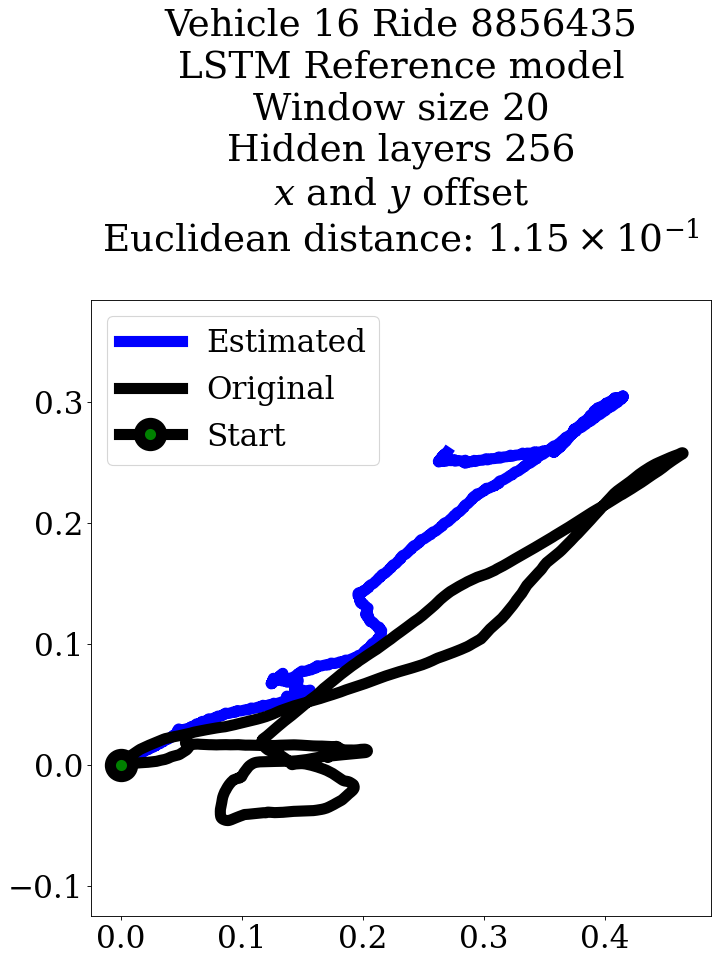 Vehicle 16 Ride 8856435
LSTM Reference model
Window size 20
Hidden layers 256
x and y offset
Euclidean distance: 1.15 × 10⁻¹
Estimated
Original
Start
0.3
0.2
0.1
0.0
−0.1
0.0 0.1 0.2 0.3 0.4